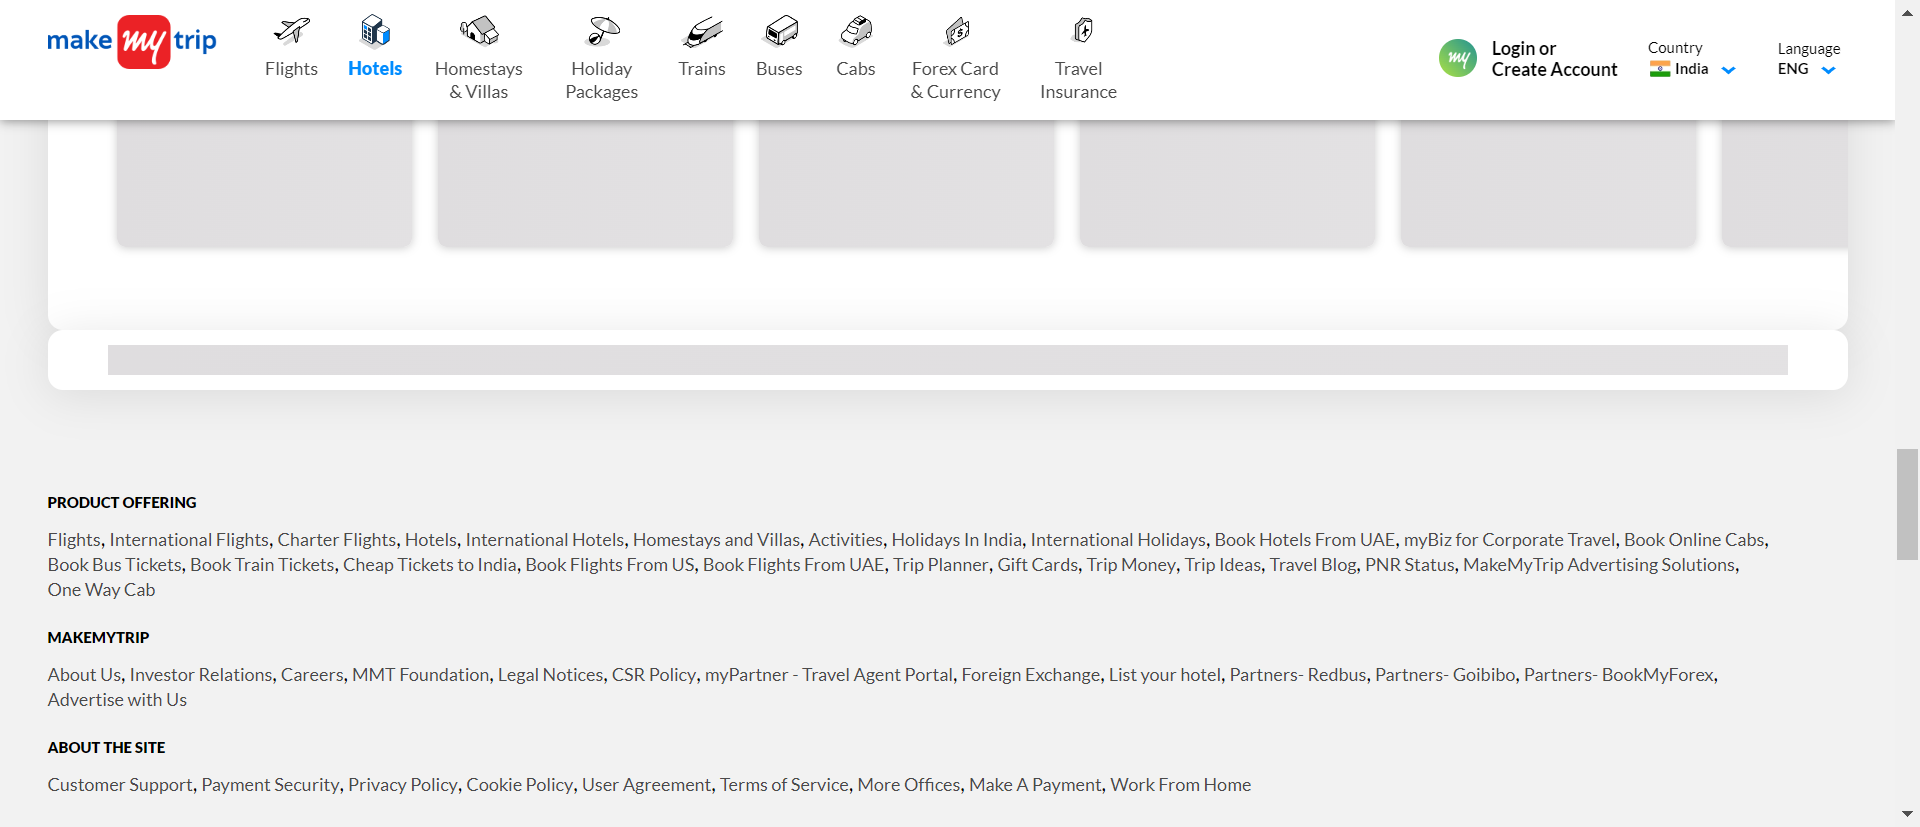 make my trip
Flights
Hotels
Homestays
& Villas
Holiday
Packages
Trains
Buses
Cabs
Forex Card
& Currency
Travel
Insurance
my
Login or
Create Account
Country
India
Language
ENG
PRODUCT OFFERING
Flights, International Flights, Charter Flights, Hotels, International Hotels, Homestays and Villas, Activities, Holidays In India, International Holidays, Book Hotels From UAE, myBiz for Corporate Travel, Book Online Cabs,
Book Bus Tickets, Book Train Tickets, Cheap Tickets to India, Book Flights From US, Book Flights From UAE, Trip Planner, Gift Cards, Trip Money, Trip Ideas, Travel Blog, PNR Status, MakeMyTrip Advertising Solutions,
One Way Cab
MAKEMYTRIP
About Us, Investor Relations, Careers, MMT Foundation, Legal Notices, CSR Policy, myPartner - Travel Agent Portal, Foreign Exchange, List your hotel, Partners- Redbus, Partners- Goibibo, Partners- BookMyForex,
Advertise with Us
ABOUT THE SITE
Customer Support, Payment Security, Privacy Policy, Cookie Policy, User Agreement, Terms of Service, More Offices, Make A Payment, Work From Home